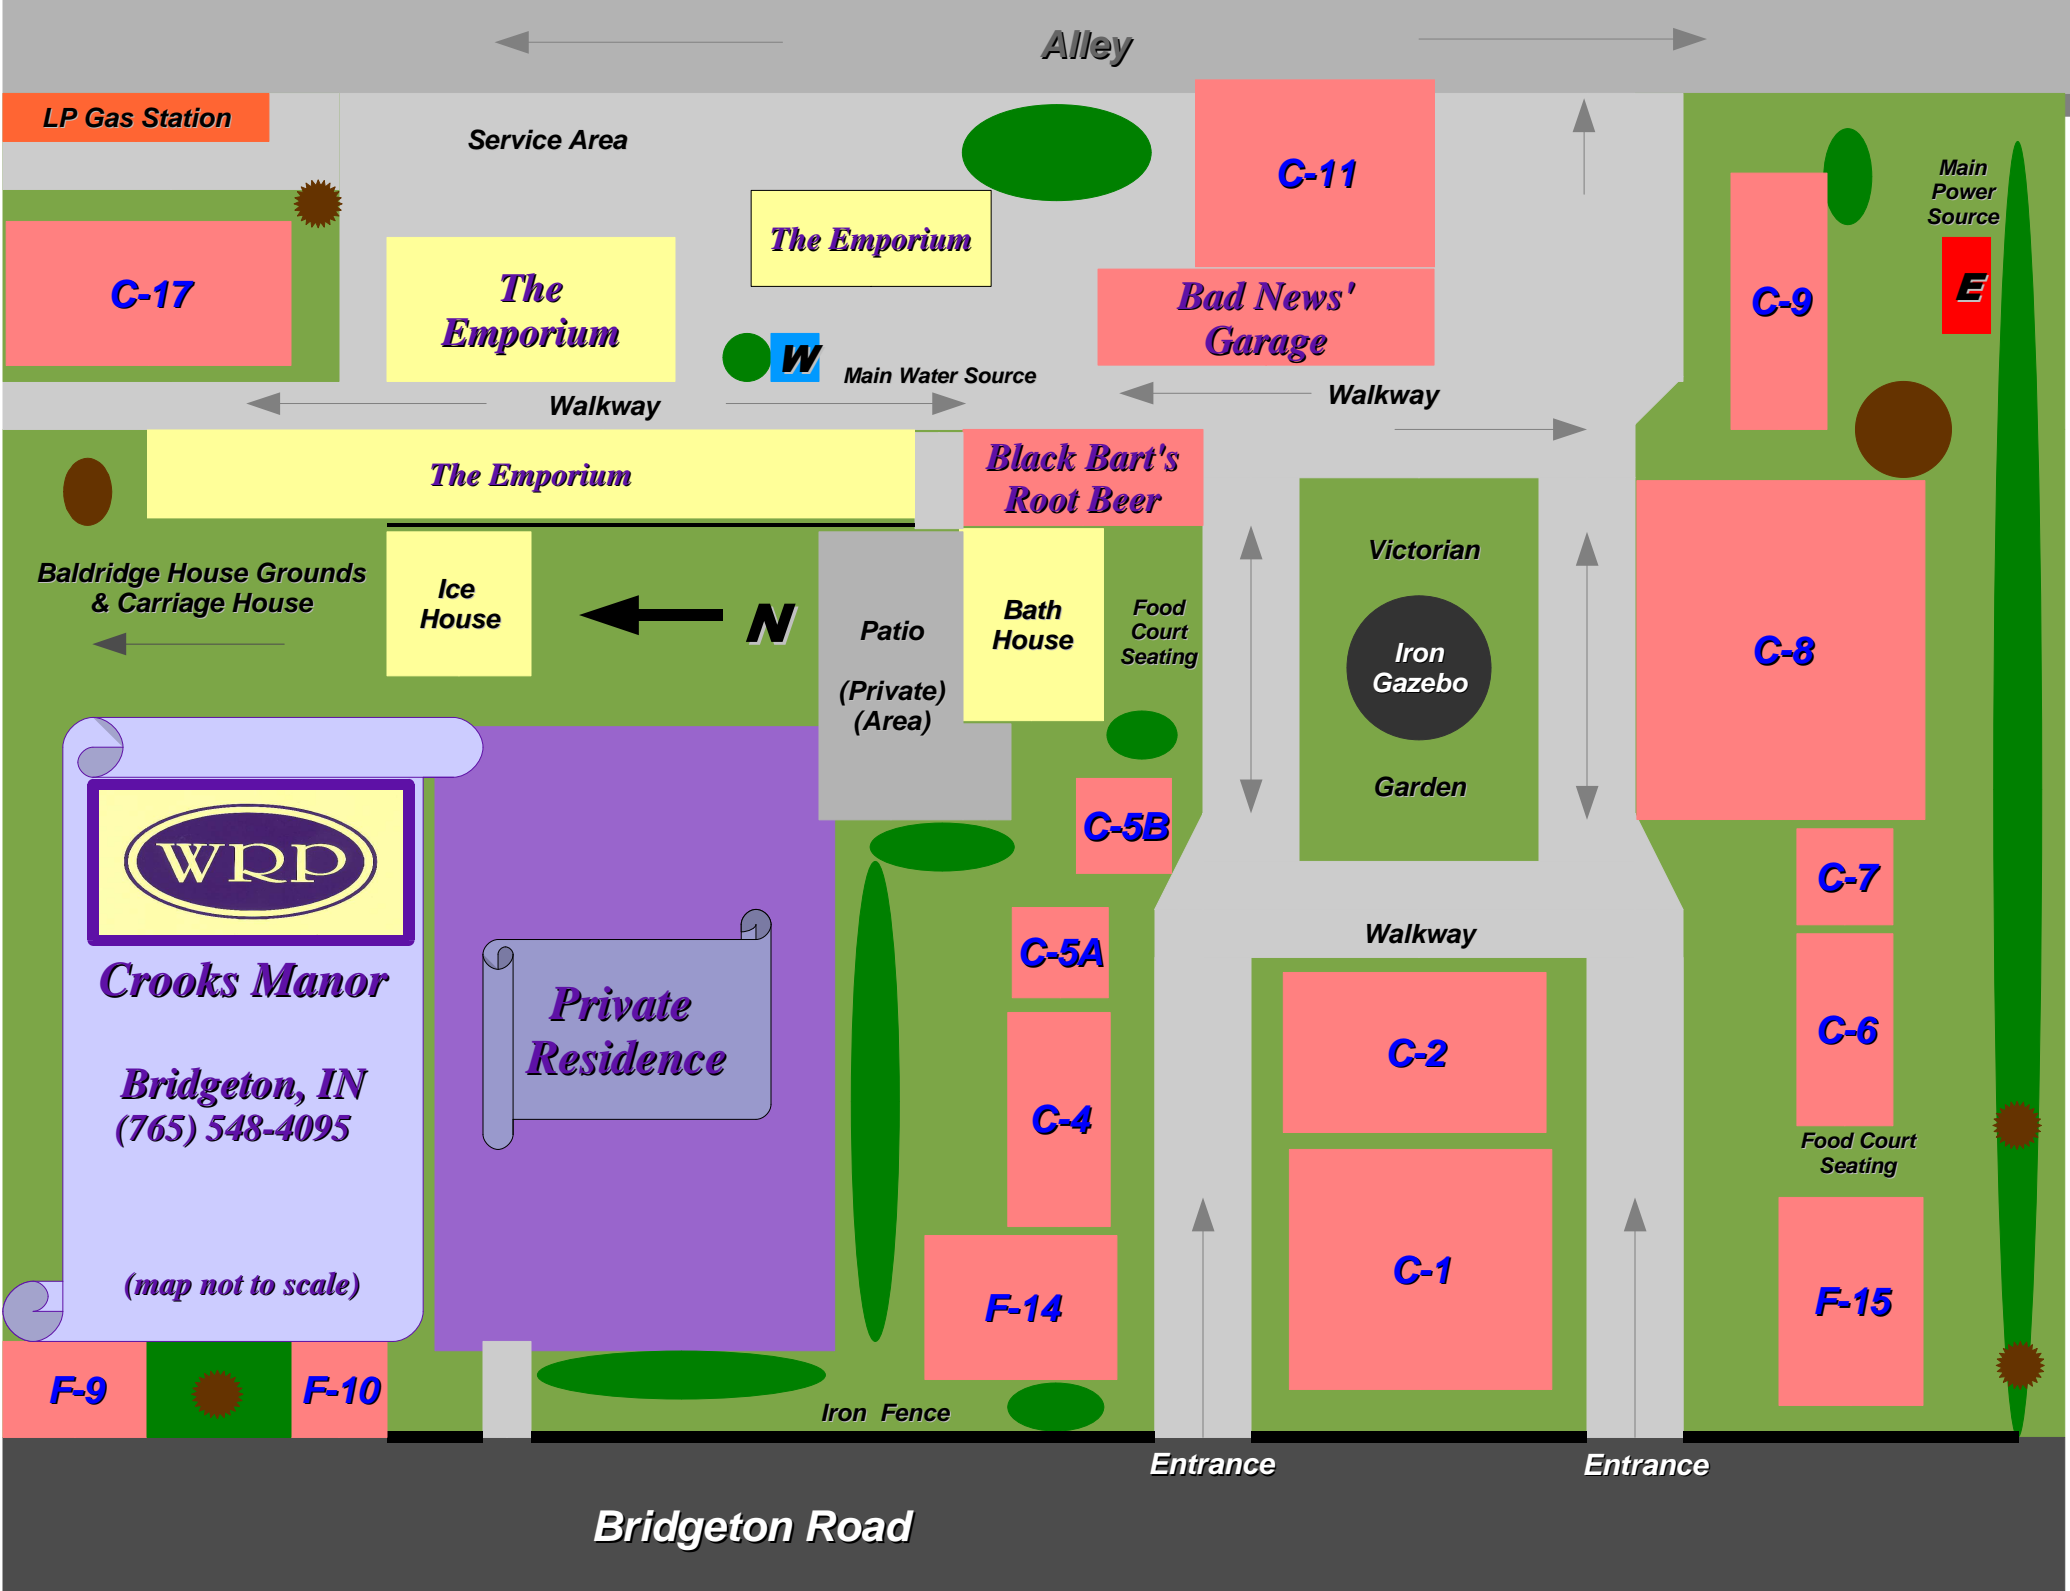 Alley
LP Gas Station
Service Area
C-11
Main
Power
Source
E
The Emporium
C-17
The
Emporium
Bad News'
Garage
C-9
W
Main Water Source
Walkway
Walkway
The Emporium
Black Bart's
Root Beer
Baldridge House Grounds
& Carriage House
Ice
House
N
Patio
(Private)
(Area)
Bath
House
Food
Court
Seating
Victorian
Iron
Gazebo
Garden
C-8
WRP
C-5B
C-7
Crooks Manor
Bridgeton, IN
(765) 548-4095
(map not to scale)
Private
Residence
C-5A
Walkway
C-6
C-4
C-2
Food Court
Seating
F-14
C-1
F-15
F-9
F-10
Iron Fence
Entrance
Entrance
Bridgeton Road